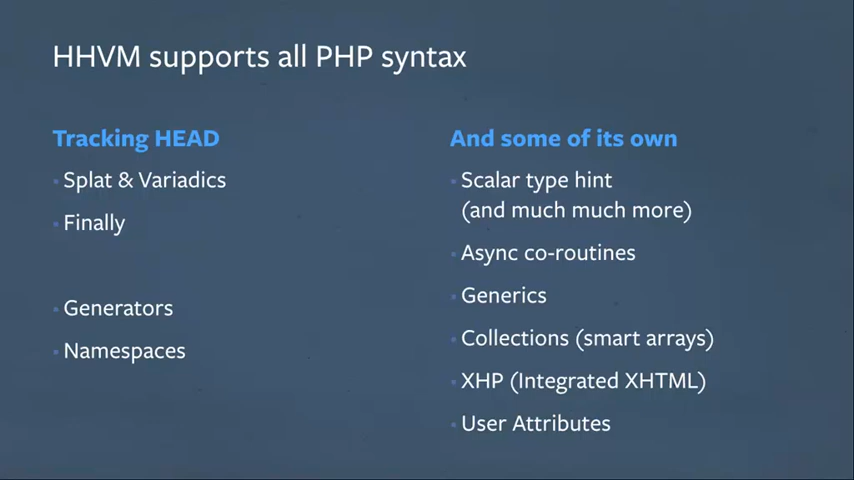 HHVM supports all PHP syntax
Tracking HEAD
Splat & Variadics
Finally
Generators
Namespaces
And some of its own
Scalar type hint
(and much much more)
Async co-routines
Generics
Collections (smart arrays)
XHP (Integrated XHTML)
User Attributes